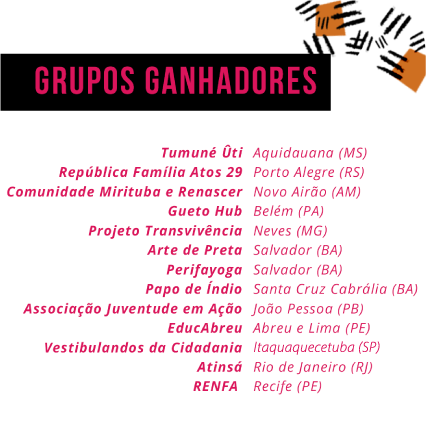 GRUPOS GANHADORES
Tumuné Ûti Aquidauana (MS)
República Família Atos 29 Porto Alegre (RS)
Comunidade Mirituba e Renascer Novo Airão (AM)
Gueto Hub Belém (PA)
Projeto Transvivência Neves (MG)
Arte de Preta Salvador (BA)
Perifayoga Salvador (BA)
Papo de Índio Santa Cruz Cabrália (BA)
Associação Juventude em Ação João Pessoa (PB)
EducAbreu Abreu e Lima (PE)
Vestibulandos da Cidadania Itaquaquecetuba (SP)
Atinsá Rio de Janeiro (RJ)
RENFA Recife (PE)